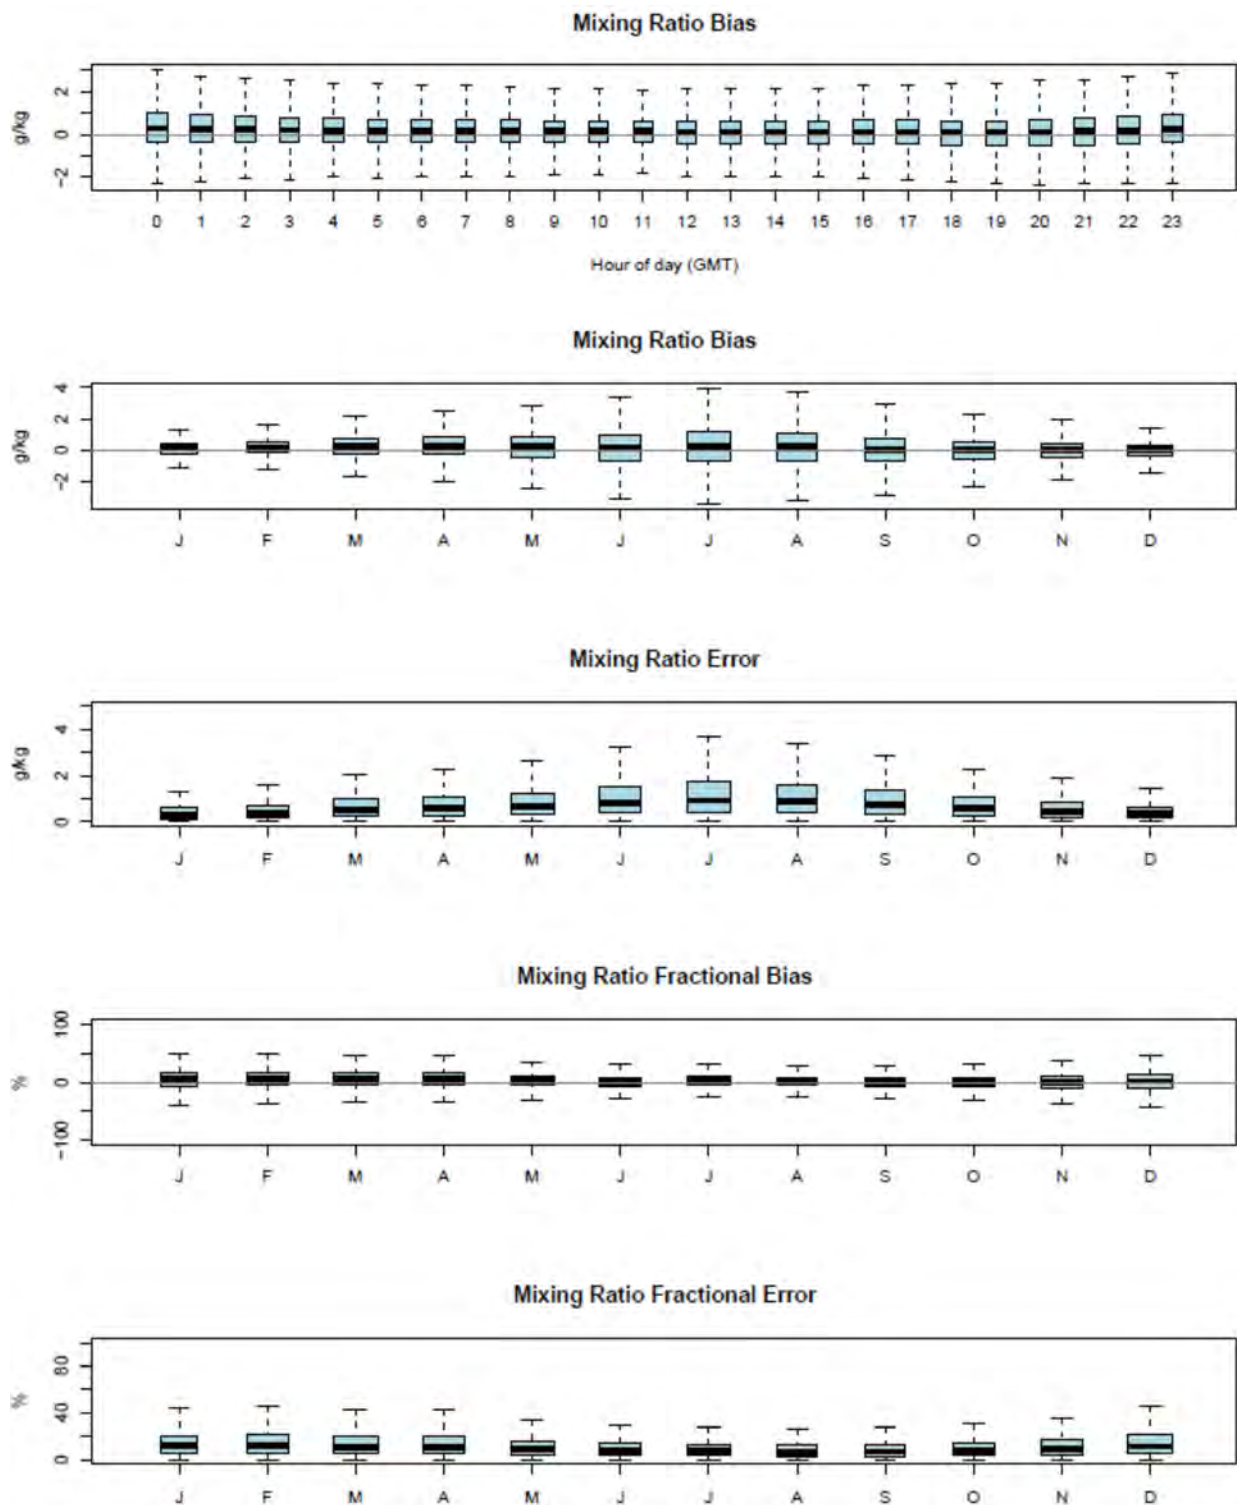 Mixing Ratio Bias
g/kg
2
0
−2
0 1 2 3 4 5 6 7 8 9 10 11 12 13 14 15 16 17 18 19 20 21 22 23
Hour of day (GMT)
Mixing Ratio Bias
g/kg
4
2
0
−2
J F M A M J J A S O N D
Mixing Ratio Error
g/kg
4
2
0
J F M A M J J A S O N D
Mixing Ratio Fractional Bias
%
100
0
−100
J F M A M J J A S O N D
Mixing Ratio Fractional Error
%
80
40
0
J F M A M J J A S O N D